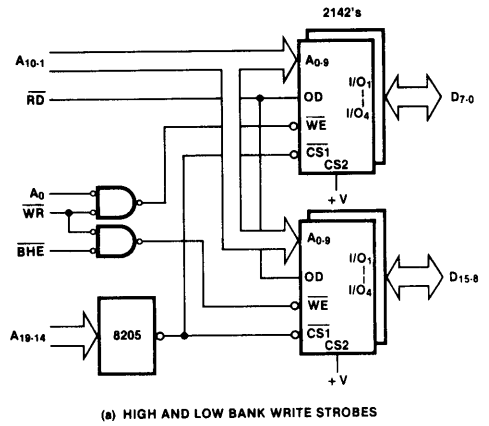 2142's
A10-1
A0-9
I/O1
I/O4
D7-0
RD
OD
WE
CS1
CS2
+ V
A0
WR
BHE
A0-9
I/O1
I/O4
D15-8
OD
WE
A19-14
8205
CS1
CS2
+ V
(a) HIGH AND LOW BANK WRITE STROBES